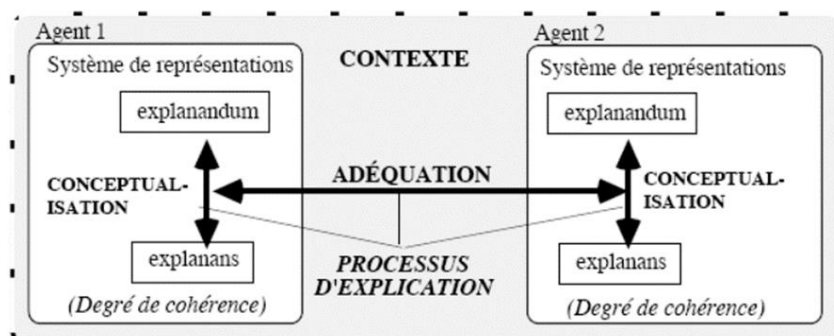 Agent 1
Système de représentations
explanandum
CONCEPTUAL-
ISATION
explanans
(Degré de cohérence)
CONTEXTE
ADÉQUATION
PROCESSUS
D'EXPLICATION
Agent 2
Système de représentations
explanandum
CONCEPTUAL-
ISATION
explanans
(Degré de cohérence)